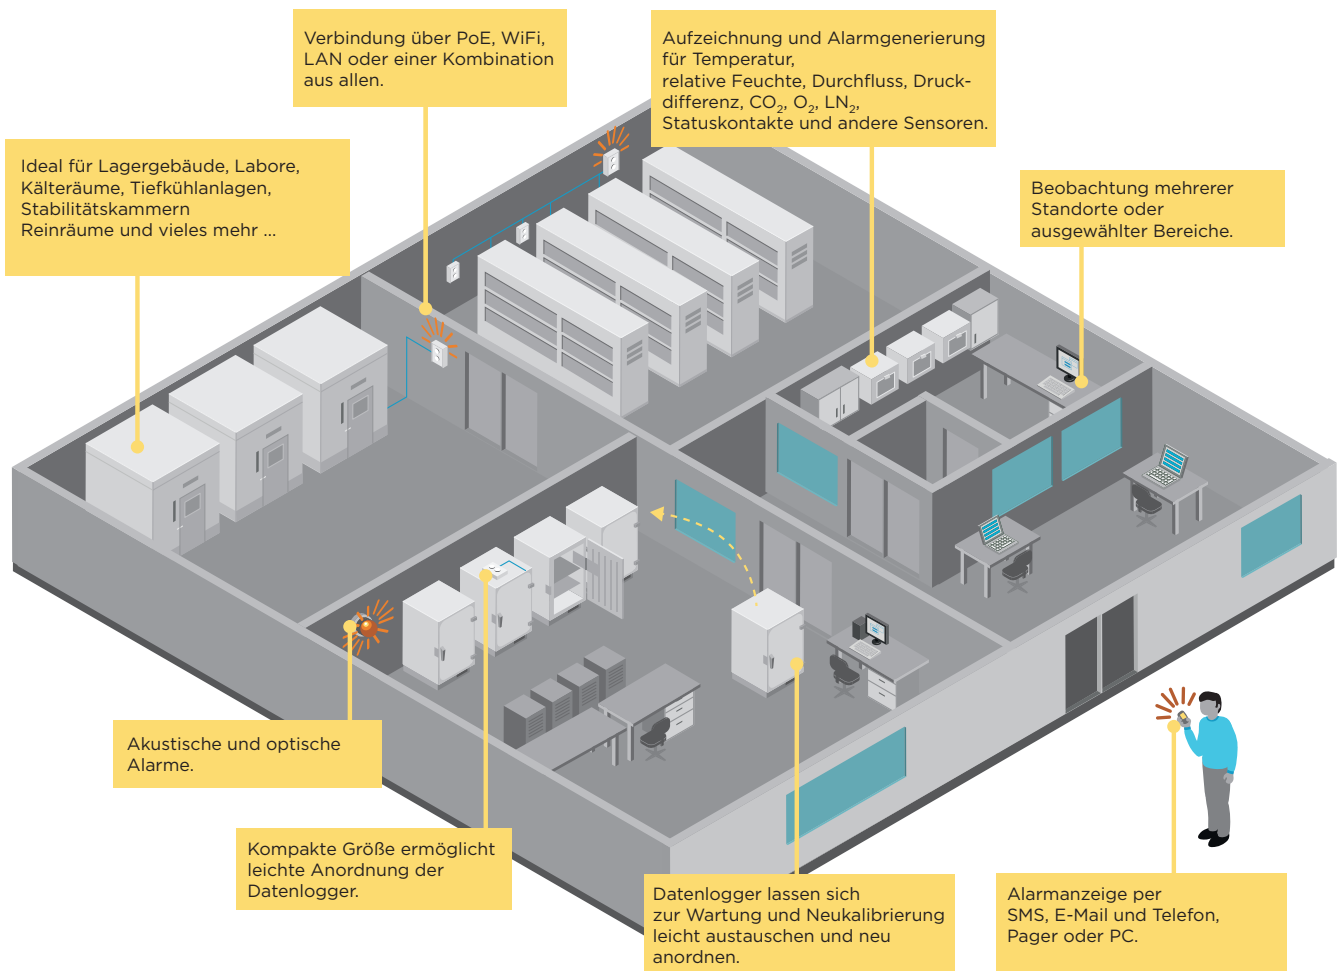 Verbindung über PoE, WiFi,
LAN oder einer Kombination
aus allen.
Aufzeichnung und Alarmgenerierung
für Temperatur,
relative Feuchte, Durchfluss, Druck-
differenz, CO₂, O₂, LN₂,
Statuskontakte und andere Sensoren.
Ideal für Lagergebäude, Labore,
Kälteräume, Tiefkühlanlagen,
Stabilitätskammern
Reinräume und vieles mehr ...
Beobachtung mehrerer
Standorte oder
ausgewählter Bereiche.
Akustische und optische
Alarme.
Kompakte Größe ermöglicht
leichte Anordnung der
Datenlogger.
Datenlogger lassen sich
zur Wartung und Neukalibrierung
leicht austauschen und neu
anordnen.
Alarmanzeige per
SMS, E-Mail und Telefon,
Pager oder PC.